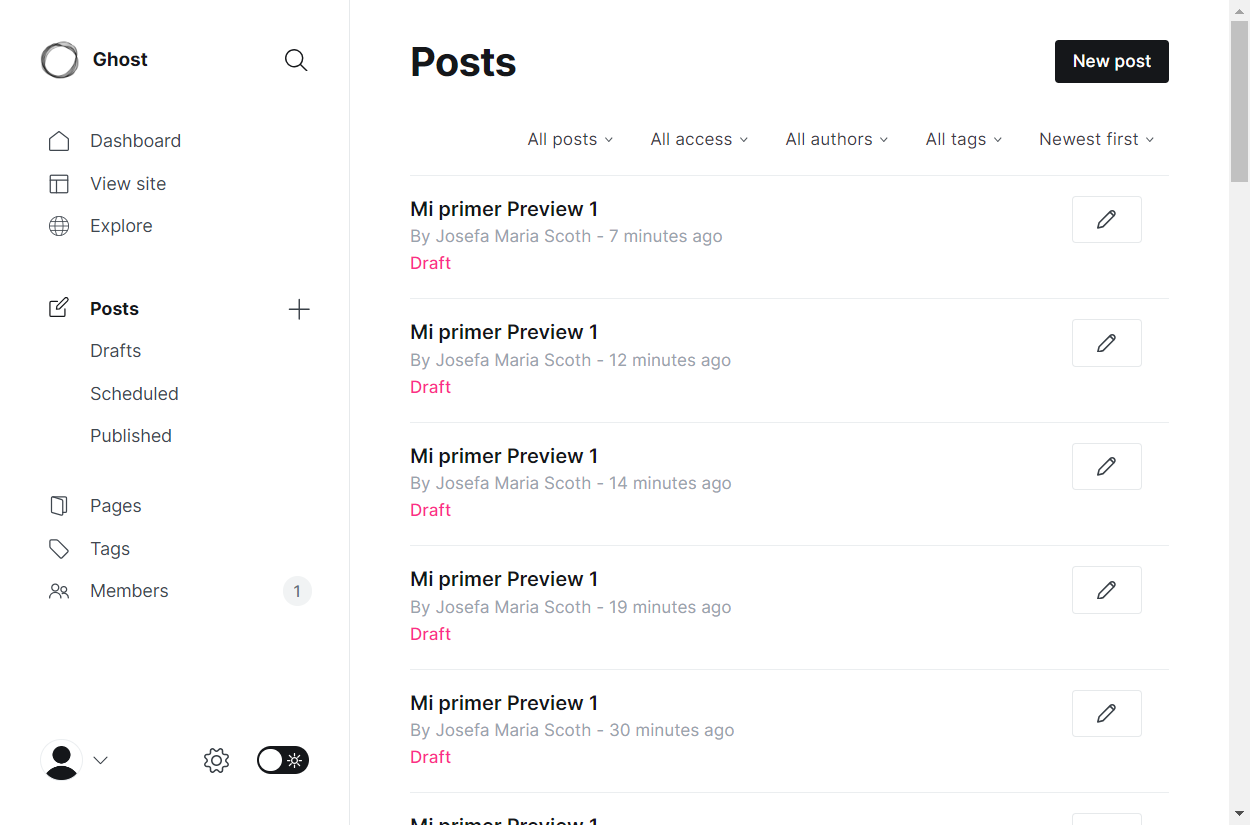 Ghost
Dashboard
View site
Explore
Posts
Drafts
Scheduled
Published
Pages
Tags
Members 1
Posts
New post
All posts All access All authors All tags Newest first
Mi primer Preview 1
By Josefa Maria Scoth - 7 minutes ago
Draft
Mi primer Preview 1
By Josefa Maria Scoth - 12 minutes ago
Draft
Mi primer Preview 1
By Josefa Maria Scoth - 14 minutes ago
Draft
Mi primer Preview 1
By Josefa Maria Scoth - 19 minutes ago
Draft
Mi primer Preview 1
By Josefa Maria Scoth - 30 minutes ago
Draft
Mi primer Preview 1